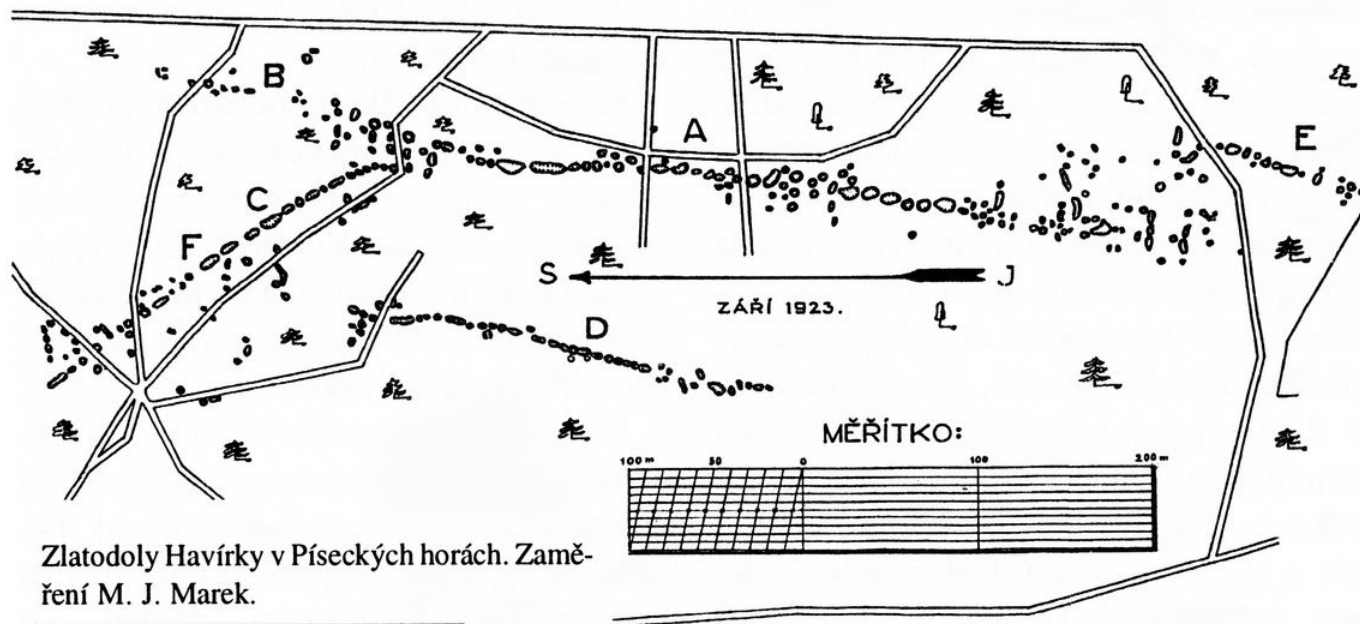 B
A
E
C
F
S
J
ZÁŘÍ 1923.
D
MĚŘÍTKO:
100 m 50 0 100 200 m
Zlatodoly Havírky v Píseckých horách. Zamě-
ření M. J. Marek.